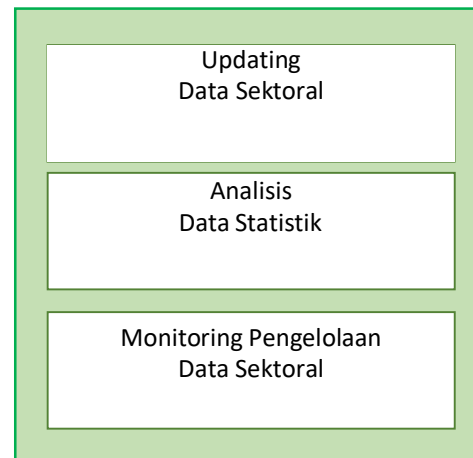 Updating
Data Sektoral
Analisis
Data Statistik
Monitoring Pengelolaan
Data Sektoral